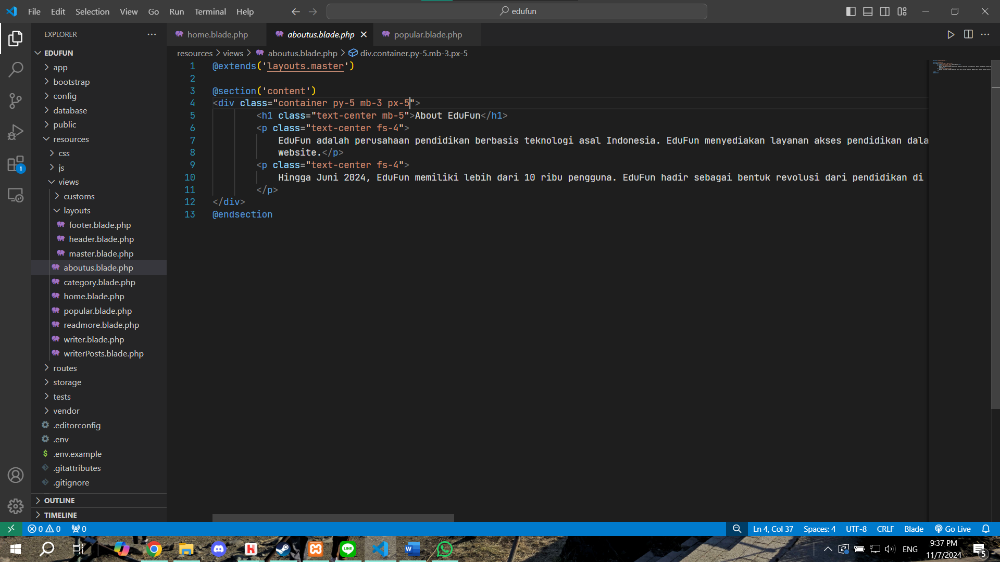 File Edit Selection View Go Run Terminal Help
edufun
EXPLORER
EDUFUN
app
bootstrap
config
database
public
resources
css
js
views
customs
layouts
footer.blade.php
header.blade.php
master.blade.php
aboutus.blade.php
category.blade.php
home.blade.php
popular.blade.php
readmore.blade.php
writer.blade.php
writerPosts.blade.php
routes
storage
tests
vendor
.editorconfig
.env
$ .env.example
.gitattributes
.gitignore
OUTLINE
TIMELINE
1
home.blade.php aboutus.blade.php popular.blade.php
resources > views > aboutus.blade.php > div.container.py-5.mb-3.px-5
1 @extends('layouts.master')
2
3 @section('content')
4 <div class="container py-5 mb-3 px-5">
5 <h1 class="text-center mb-5">About EduFun</h1>
6 <p class="text-center fs-4">
7 EduFun adalah perusahaan pendidikan berbasis teknologi asal Indonesia. EduFun menyediakan layanan akses pendidikan dala
8 website.</p>
9 <p class="text-center fs-4">
10 Hingga Juni 2024, EduFun memiliki lebih dari 10 ribu pengguna. EduFun hadir sebagai bentuk revolusi dari pendidikan di
11 </p>
12 </div>
13 @endsection
0 0 0 Ln 4, Col 37 Spaces: 4 UTF-8 CRLF Blade Go Live
LINE
ENG
9:37 PM
11/7/2024
5